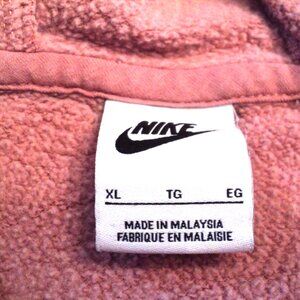 NIKE
XL TG EG
MADE IN MALAYSIA
FABRIQUE EN MALAISIE